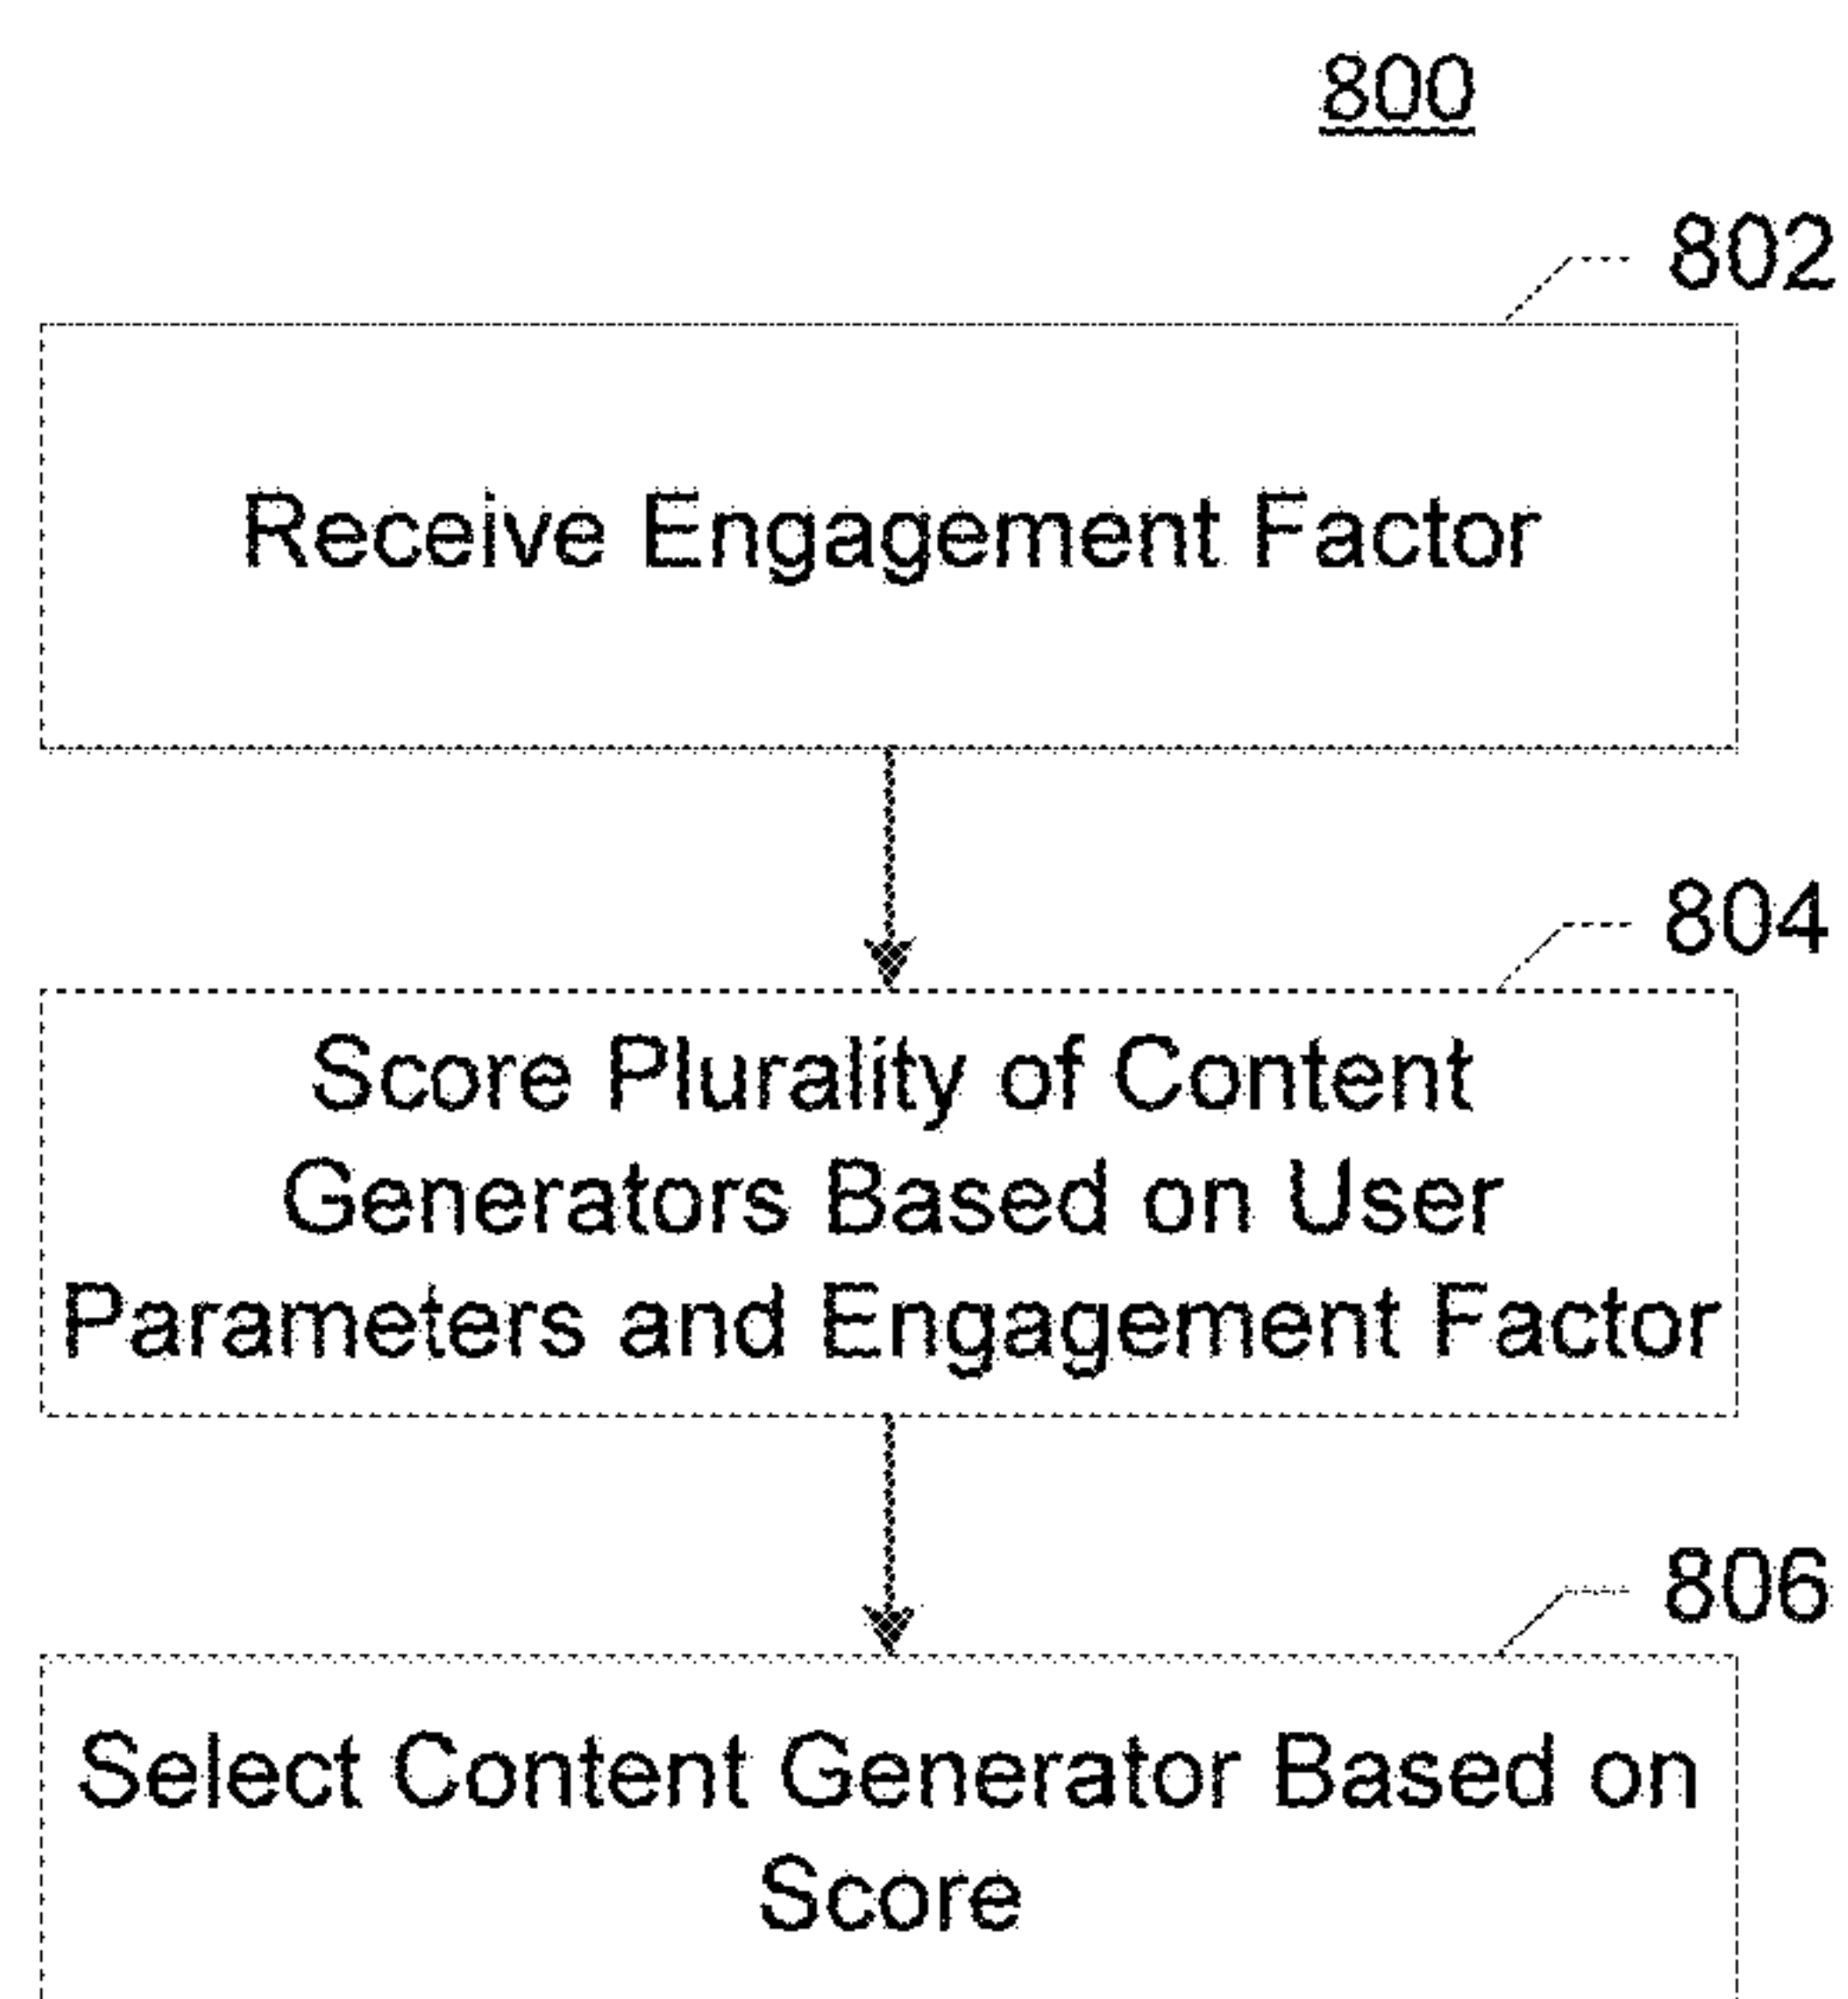 800
802
Receive Engagement Factor
804
Score Plurality of Content
Generators Based on User
Parameters and Engagement Factor
806
Select Content Generator Based on
Score